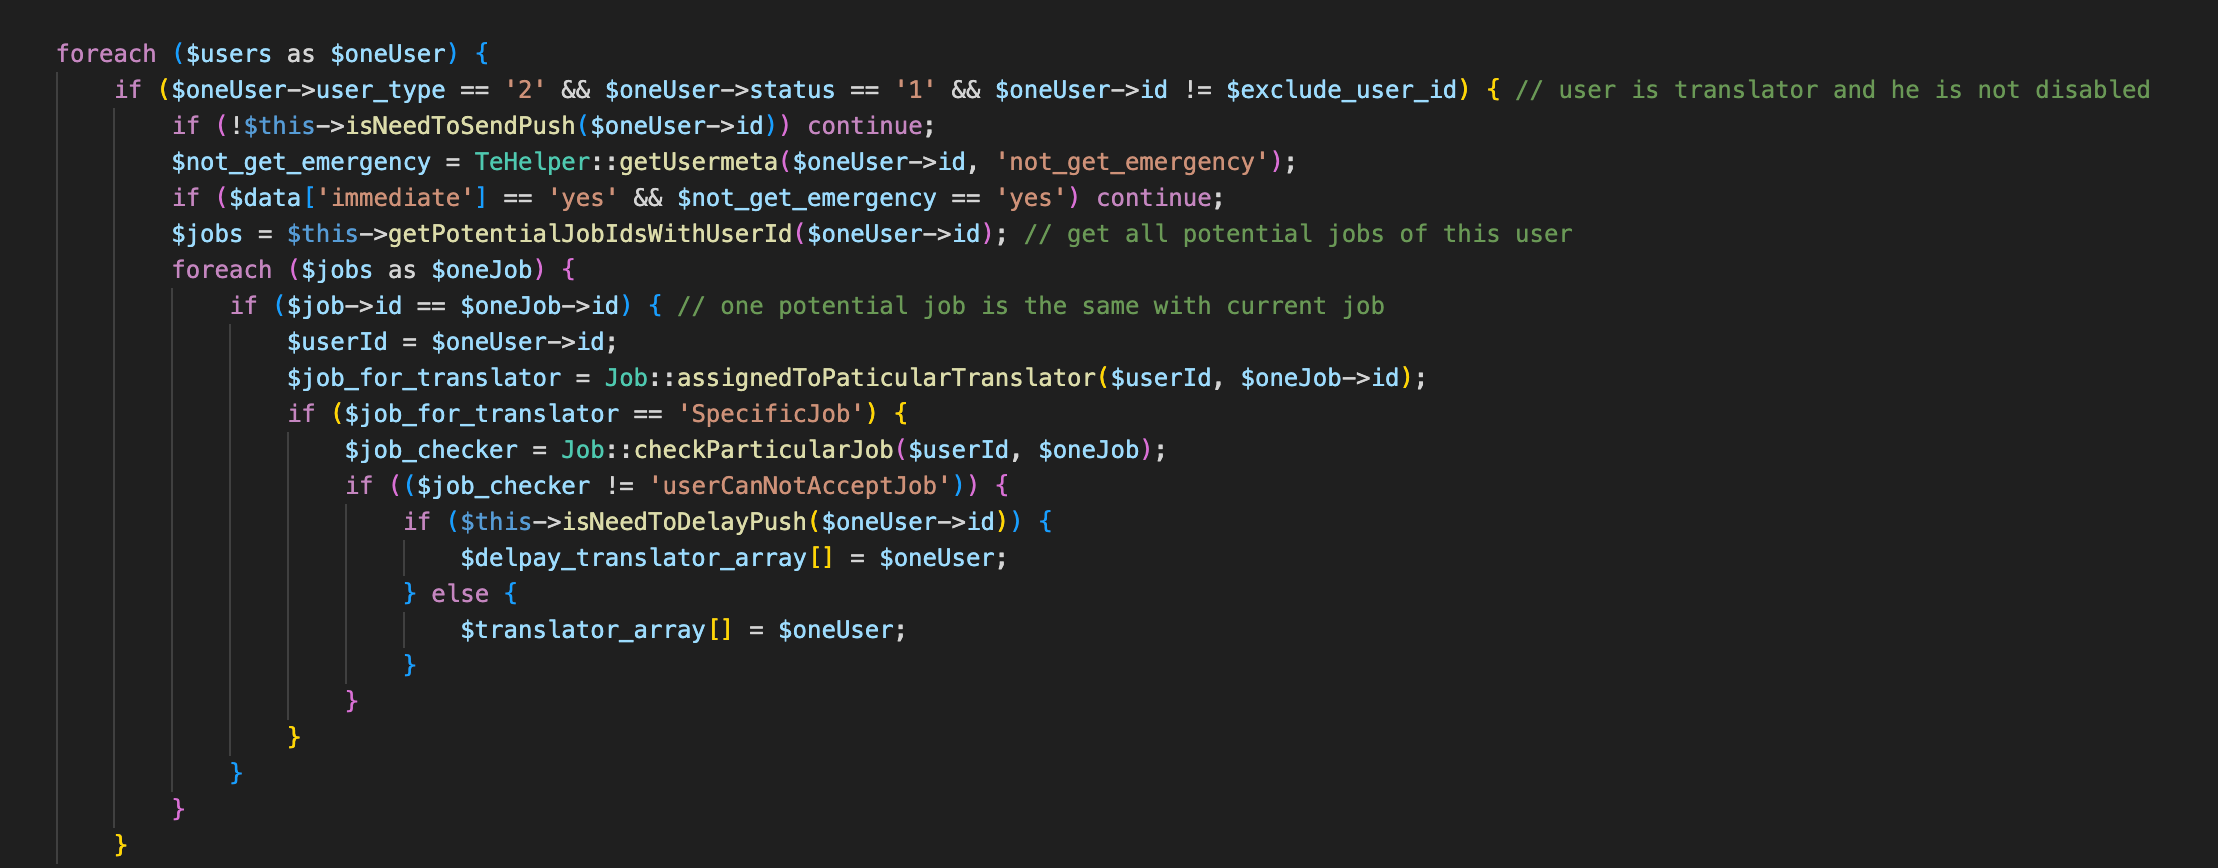 foreach ($users as $oneUser) {
if ($oneUser->user_type == '2' && $oneUser->status == '1' && $oneUser->id != $exclude_user_id) { // user is translator and he is not disabled
if (!$this->isNeedToSendPush($oneUser->id)) continue;
$not_get_emergency = TeHelper::getUsermeta($oneUser->id, 'not_get_emergency');
if ($data['immediate'] == 'yes' && $not_get_emergency == 'yes') continue;
$jobs = $this->getPotentialJobIdsWithUserId($oneUser->id); // get all potential jobs of this user
foreach ($jobs as $oneJob) {
if ($job->id == $oneJob->id) { // one potential job is the same with current job
$userId = $oneUser->id;
$job_for_translator = Job::assignedToPaticularTranslator($userId, $oneJob->id);
if ($job_for_translator == 'SpecificJob') {
$job_checker = Job::checkParticularJob($userId, $oneJob);
if (($job_checker != 'userCanNotAcceptJob')) {
if ($this->isNeedToDelayPush($oneUser->id)) {
$delpay_translator_array[] = $oneUser;
} else {
$translator_array[] = $oneUser;
}
}
}
}
}
}